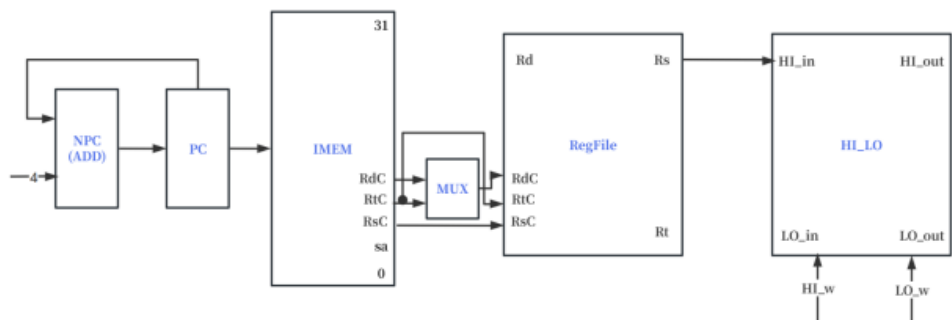 31
Rd
Rs
HI_in
HI_out
NPC
(ADD)
PC
IMEM
RegFile
HI_LO
4
RdC
RtC
RsC
sa
0
MUX
RdC
RtC
RsC
Rt
LO_in
LO_out
HI_w
LO_w